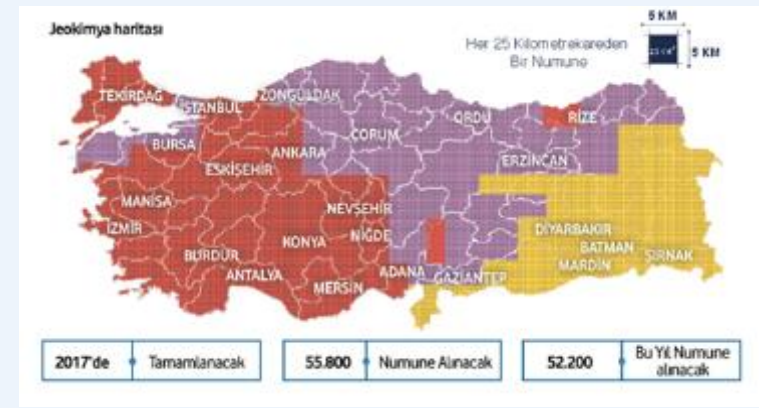 Jeokimya haritası
5 KM
Her 25 Kilometrekareden
Bir Numune
5 KM
TEKİRDAĞ
İSTANBUL
ZONGULDAK
ORDU
RİZE
BURSA
ÇORUM
ANKARA
ERZİNCAN
ESKİŞEHİR
MANİSA
NEVŞEHİR
İZMİR
KONYA
NİĞDE
DİYARBAKIR
BATMAN
BURDUR
ŞIRNAK
ANTALYA
MERSİN
ADANA
GAZİANTEP
MARDİN
2017'de
Tamamlanacak
55.800
Numune Alınacak
52.200
Bu Yıl Numune
alınacak